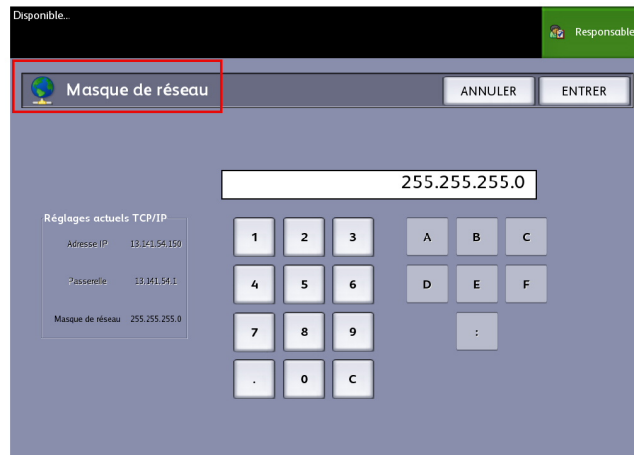 Disponible...
Responsable
Masque de réseau
ANNULER
ENTRER
255.255.255.0
Réglages actuels TCP/IP
Adresse IP 13.141.54.150
Passerelle 13.141.54.1
Masque de réseau 255.255.255.0
1 2 3 A B C
4 5 6 D E F
7 8 9 :
. 0 C